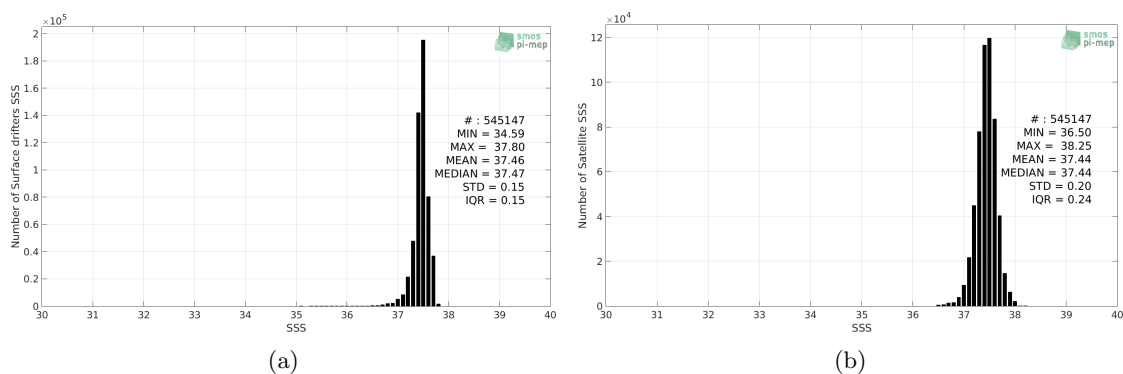 ×10⁵
2
1.8
1.6
1.4
1.2
1
0.8
0.6
0.4
0.2
0
Number of Surface drifters SSS
30 31 32 33 34 35 36 37 38 39 40
SSS
smos
pi-mep
# : 545147
MIN = 34.59
MAX = 37.80
MEAN = 37.46
MEDIAN = 37.47
STD = 0.15
IQR = 0.15
(a)
×10⁴
12
10
8
6
4
2
0
Number of Satellite SSS
30 31 32 33 34 35 36 37 38 39 40
SSS
smos
pi-mep
# : 545147
MIN = 36.50
MAX = 38.25
MEAN = 37.44
MEDIAN = 37.44
STD = 0.20
IQR = 0.24
(b)